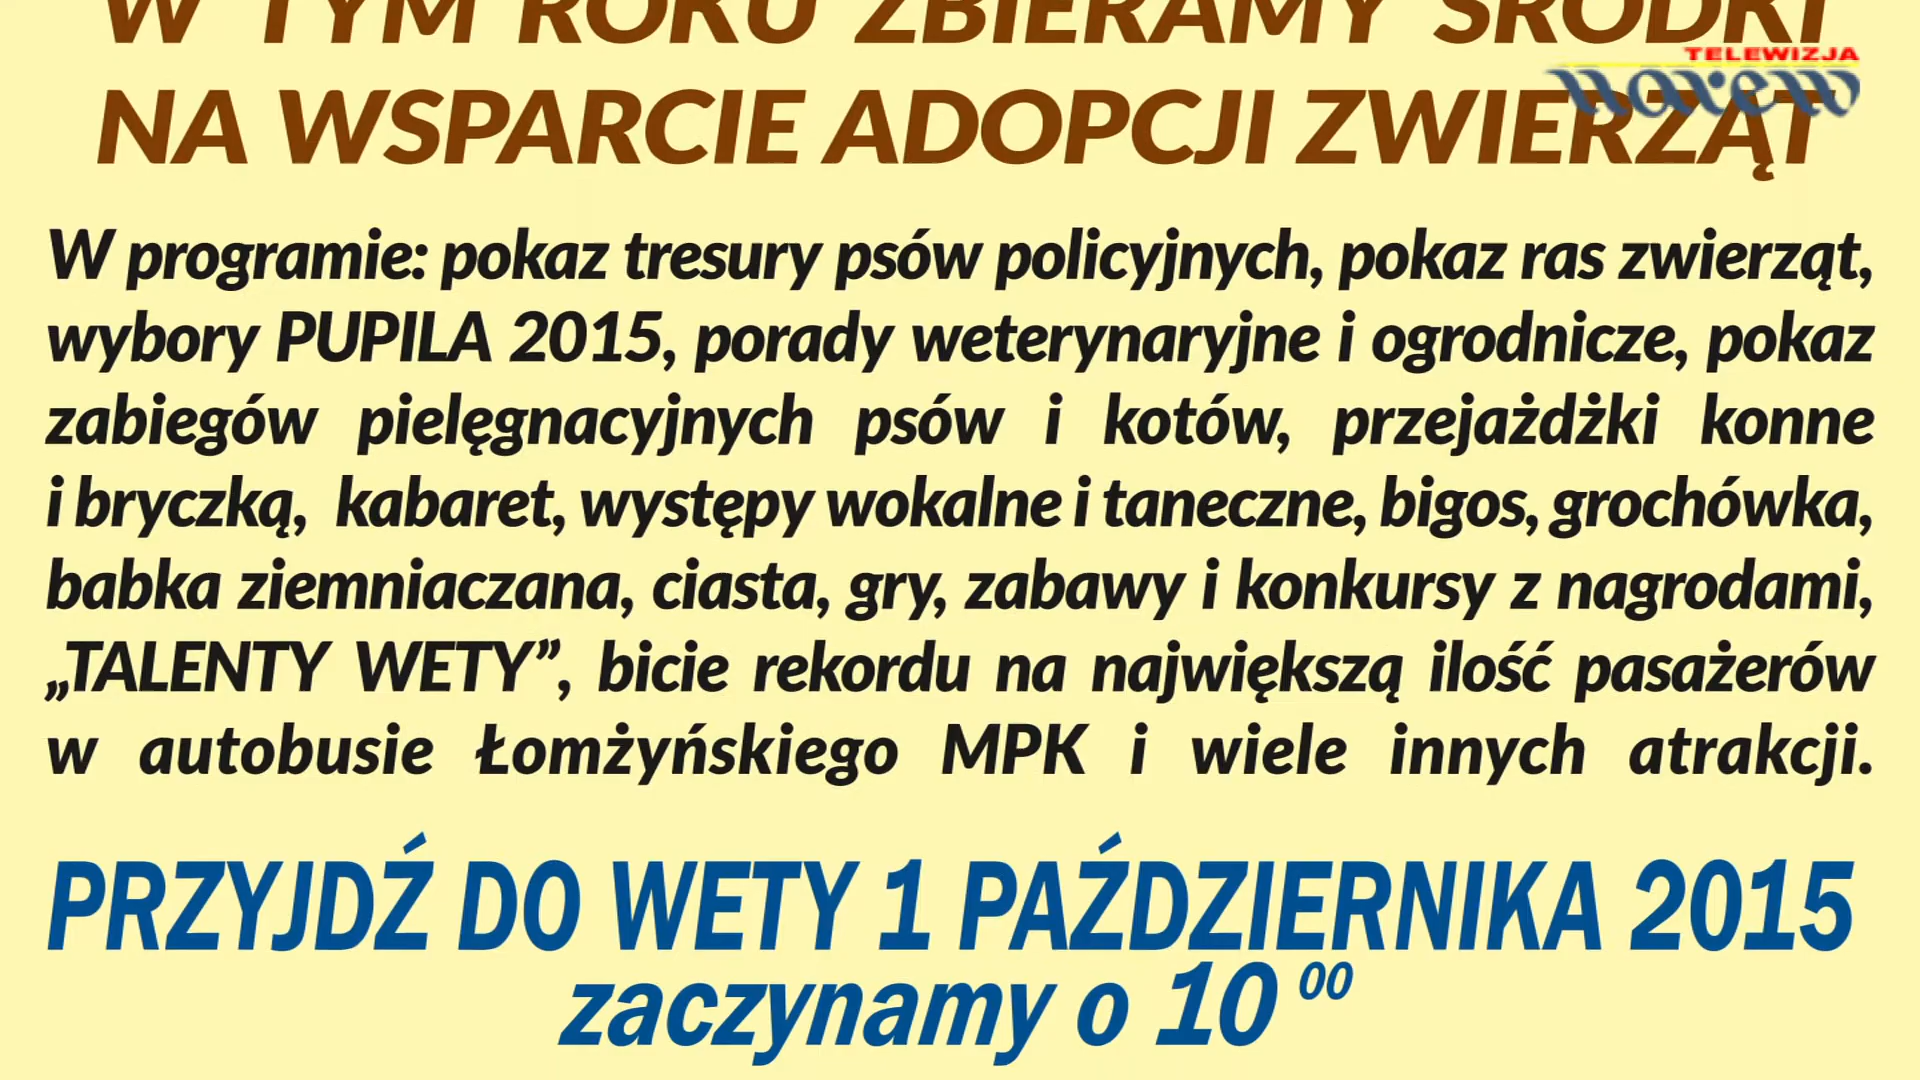 W TYM ROKU ZBIERAMY ŚRODKI
TELEWIZJA
narew
NA WSPARCIE ADOPCJI ZWIERZĄT
W programie: pokaz tresury psów policyjnych, pokaz ras zwierząt,
wybory PUPILA 2015, porady weterynaryjne i ogrodnicze, pokaz
zabiegów pielęgnacyjnych psów i kotów, przejażdżki konne
i bryczką, kabaret, występy wokalne i taneczne, bigos, grochówka,
babka ziemniaczana, ciasta, gry, zabawy i konkursy z nagrodami,
„TALENTY WETY”, bicie rekordu na największą ilość pasażerów
w autobusie Łomżyńskiego MPK i wiele innych atrakcji.
PRZYJDŹ DO WETY 1 PAŹDZIERNIKA 2015
zaczynamy o 10 00